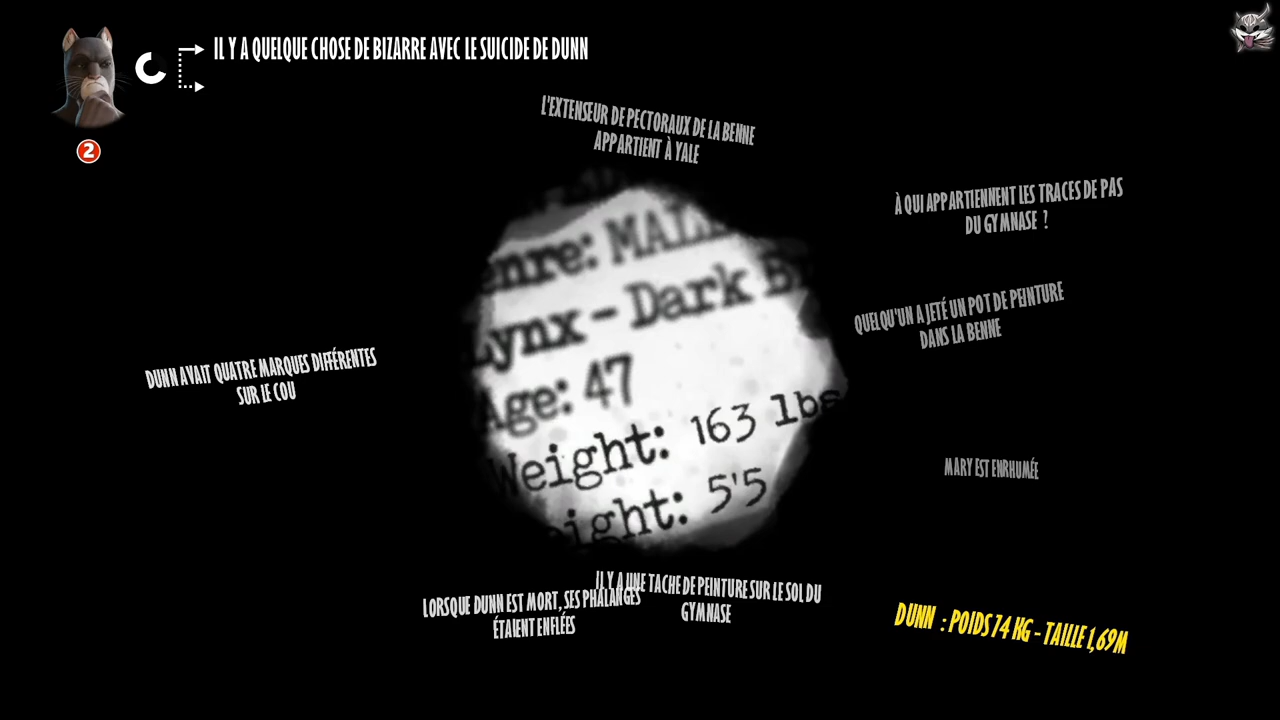 IL Y A QUELQUE CHOSE DE BIZARRE AVEC LE SUICIDE DE DUNN
2
L'EXTENSEUR DE PECTORAUX DE LA BENNE
APPARTIENT À YALE
À QUI APPARTIENNENT LES TRACES DE PAS
DU GYMNASE ?
QUELQU'UN A JETÉ UN POT DE PEINTURE
DANS LA BENNE
DUNN AVAIT QUATRE MARQUES DIFFÉRENTES
SUR LE COU
enre: MALE
Lynx - Dark B
Age: 47
Weight: 163 lbs
eight: 5'5
MARY EST ENRHUMÉE
LORSQUE DUNN EST MORT, SES PHALANGES
ÉTAIENT ENFLÉES
IL Y A UNE TACHE DE PEINTURE SUR LE SOL DU
GYMNASE
DUNN : POIDS 74 KG - TAILLE 1,69M